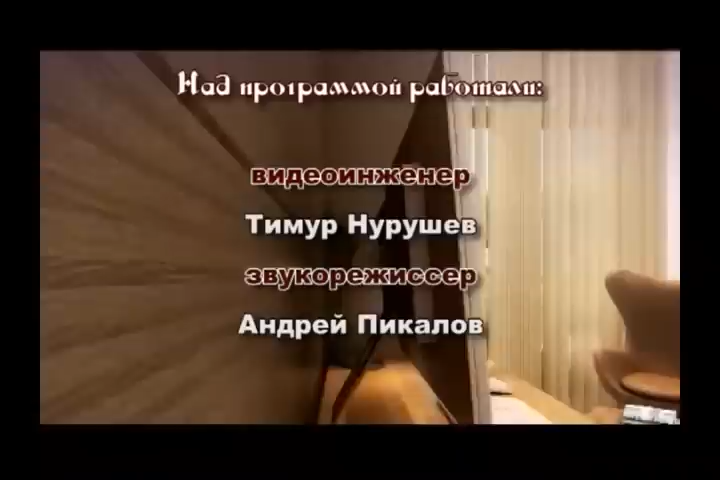 Над программой работали:
видеоинженер
Тимур Нурушев
звукорежиссер
Андрей Пикалов